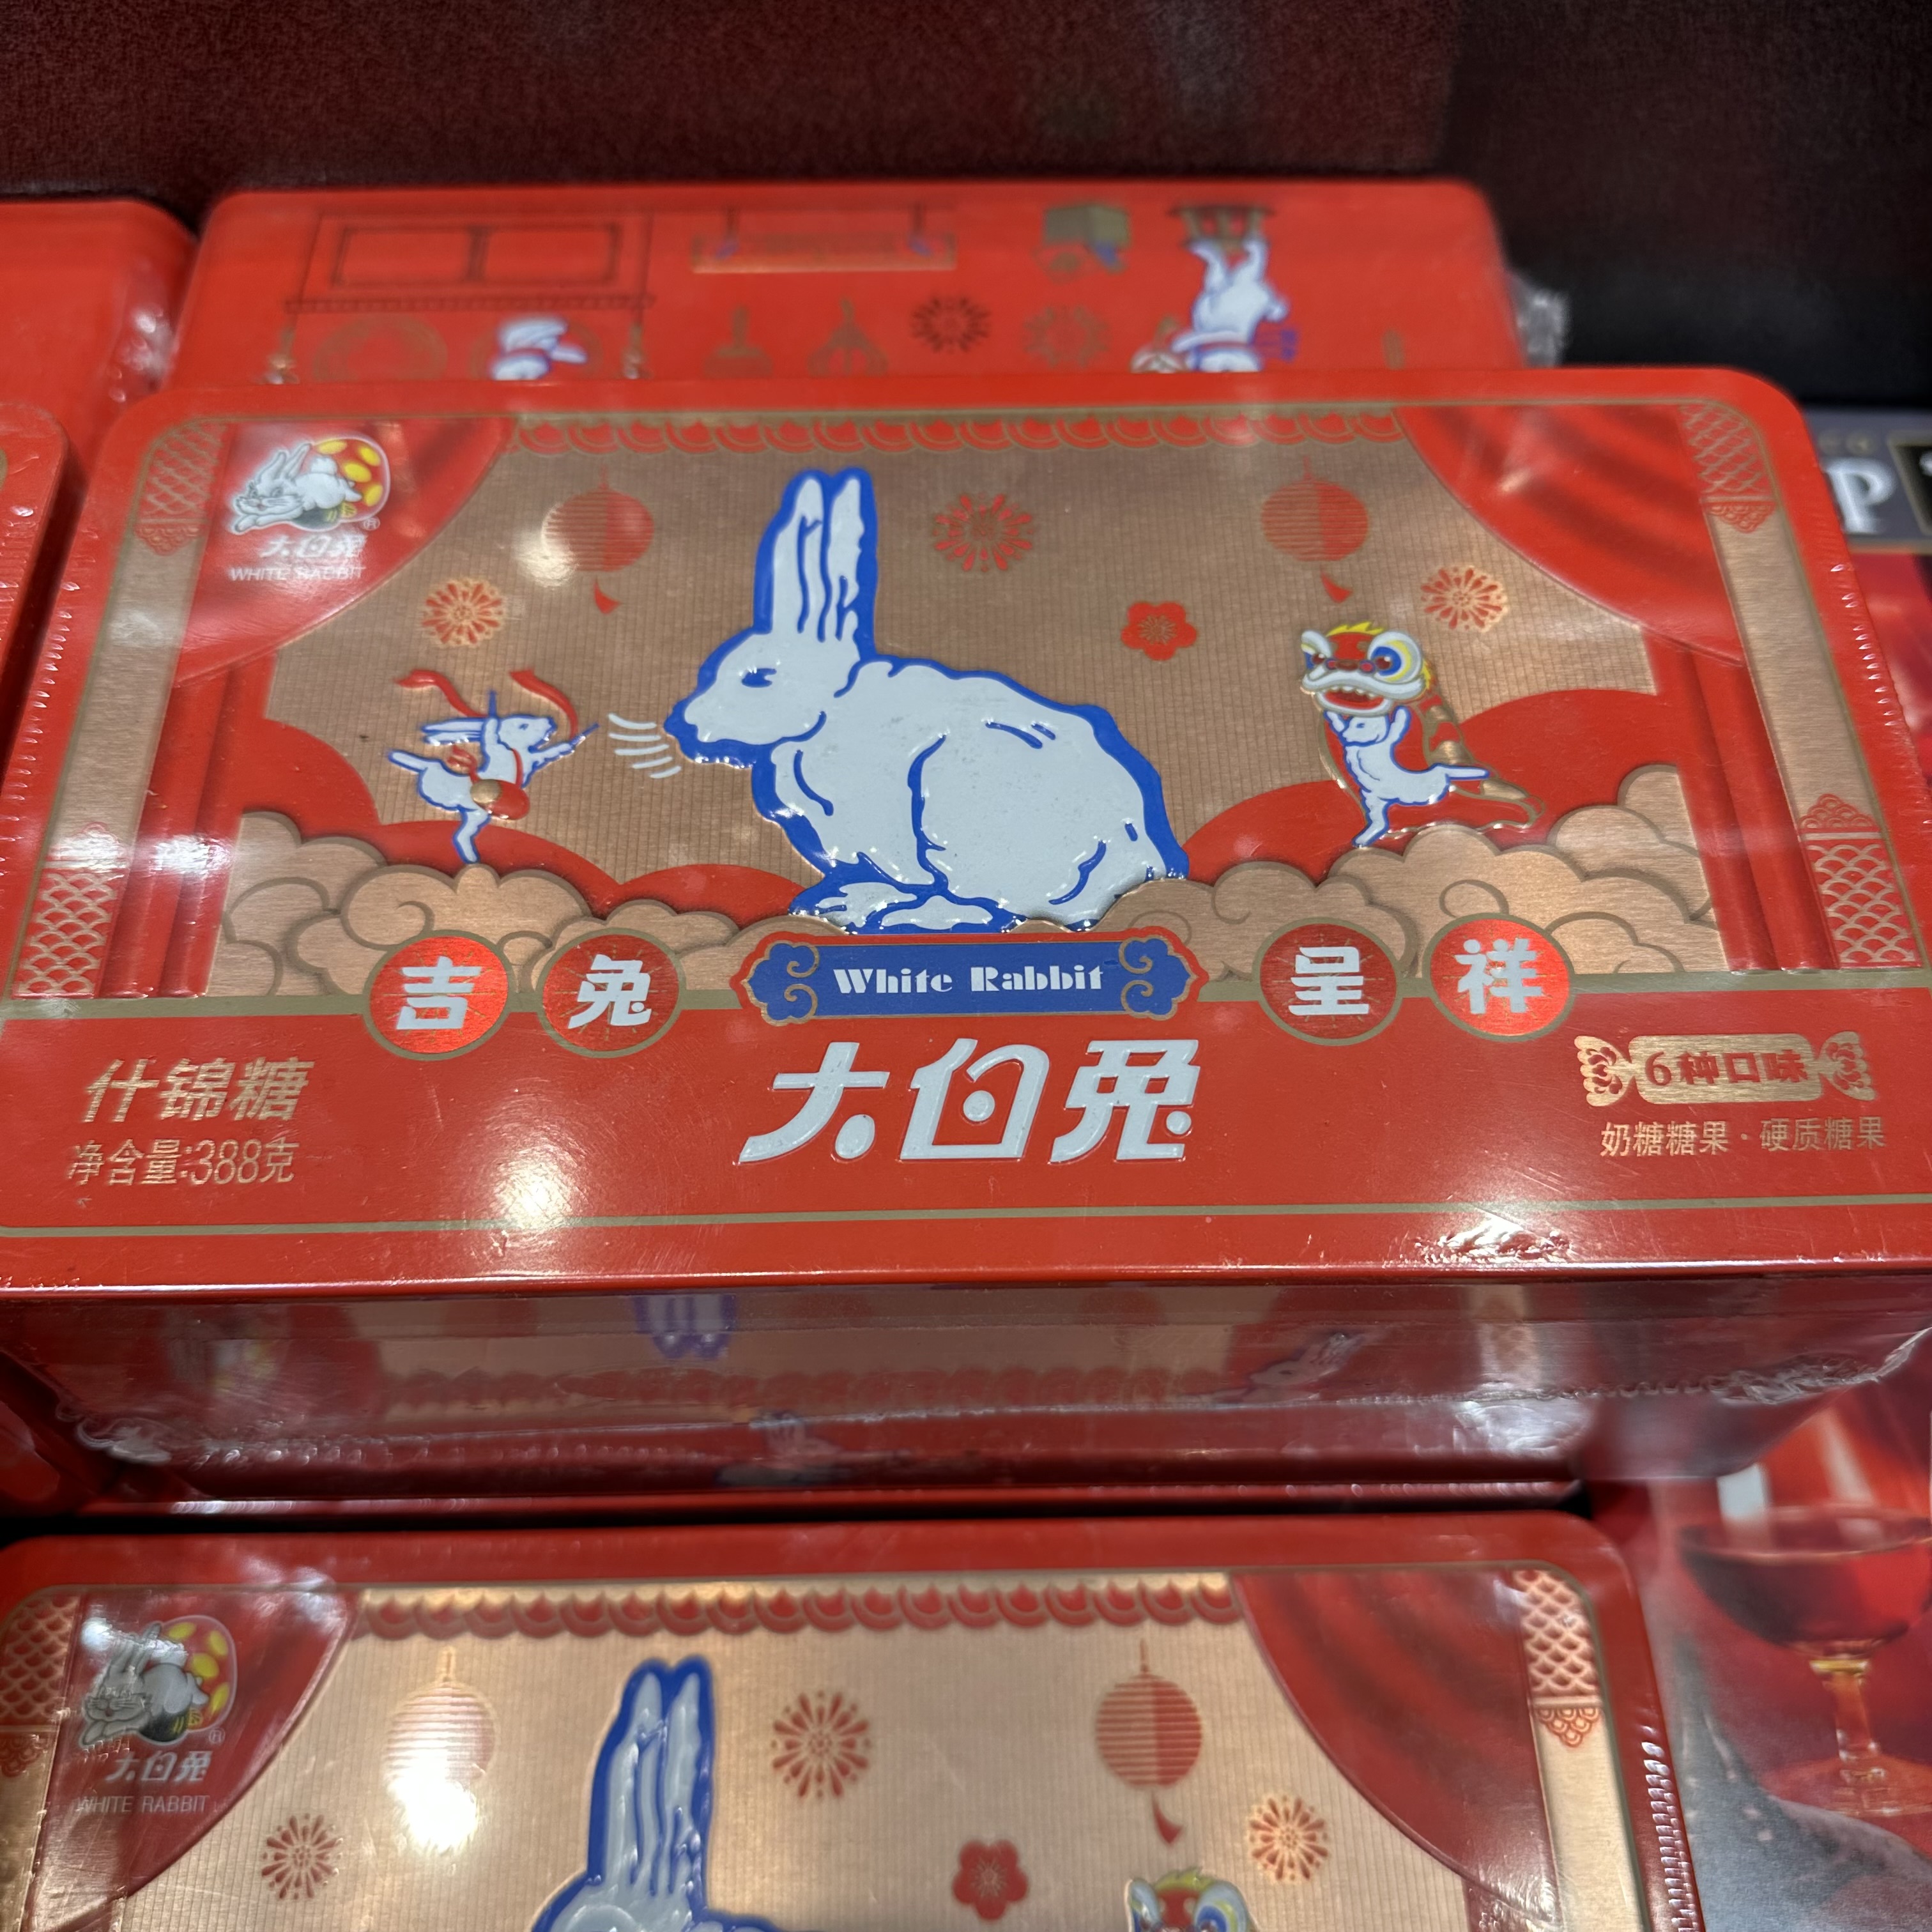 大白兔
WHITE RABBIT
吉兔 White Rabbit 呈祥
大白兔
什锦糖
净含量:388克
6种口味
奶糖糖果·硬质糖果
大白兔
WHITE RABBIT